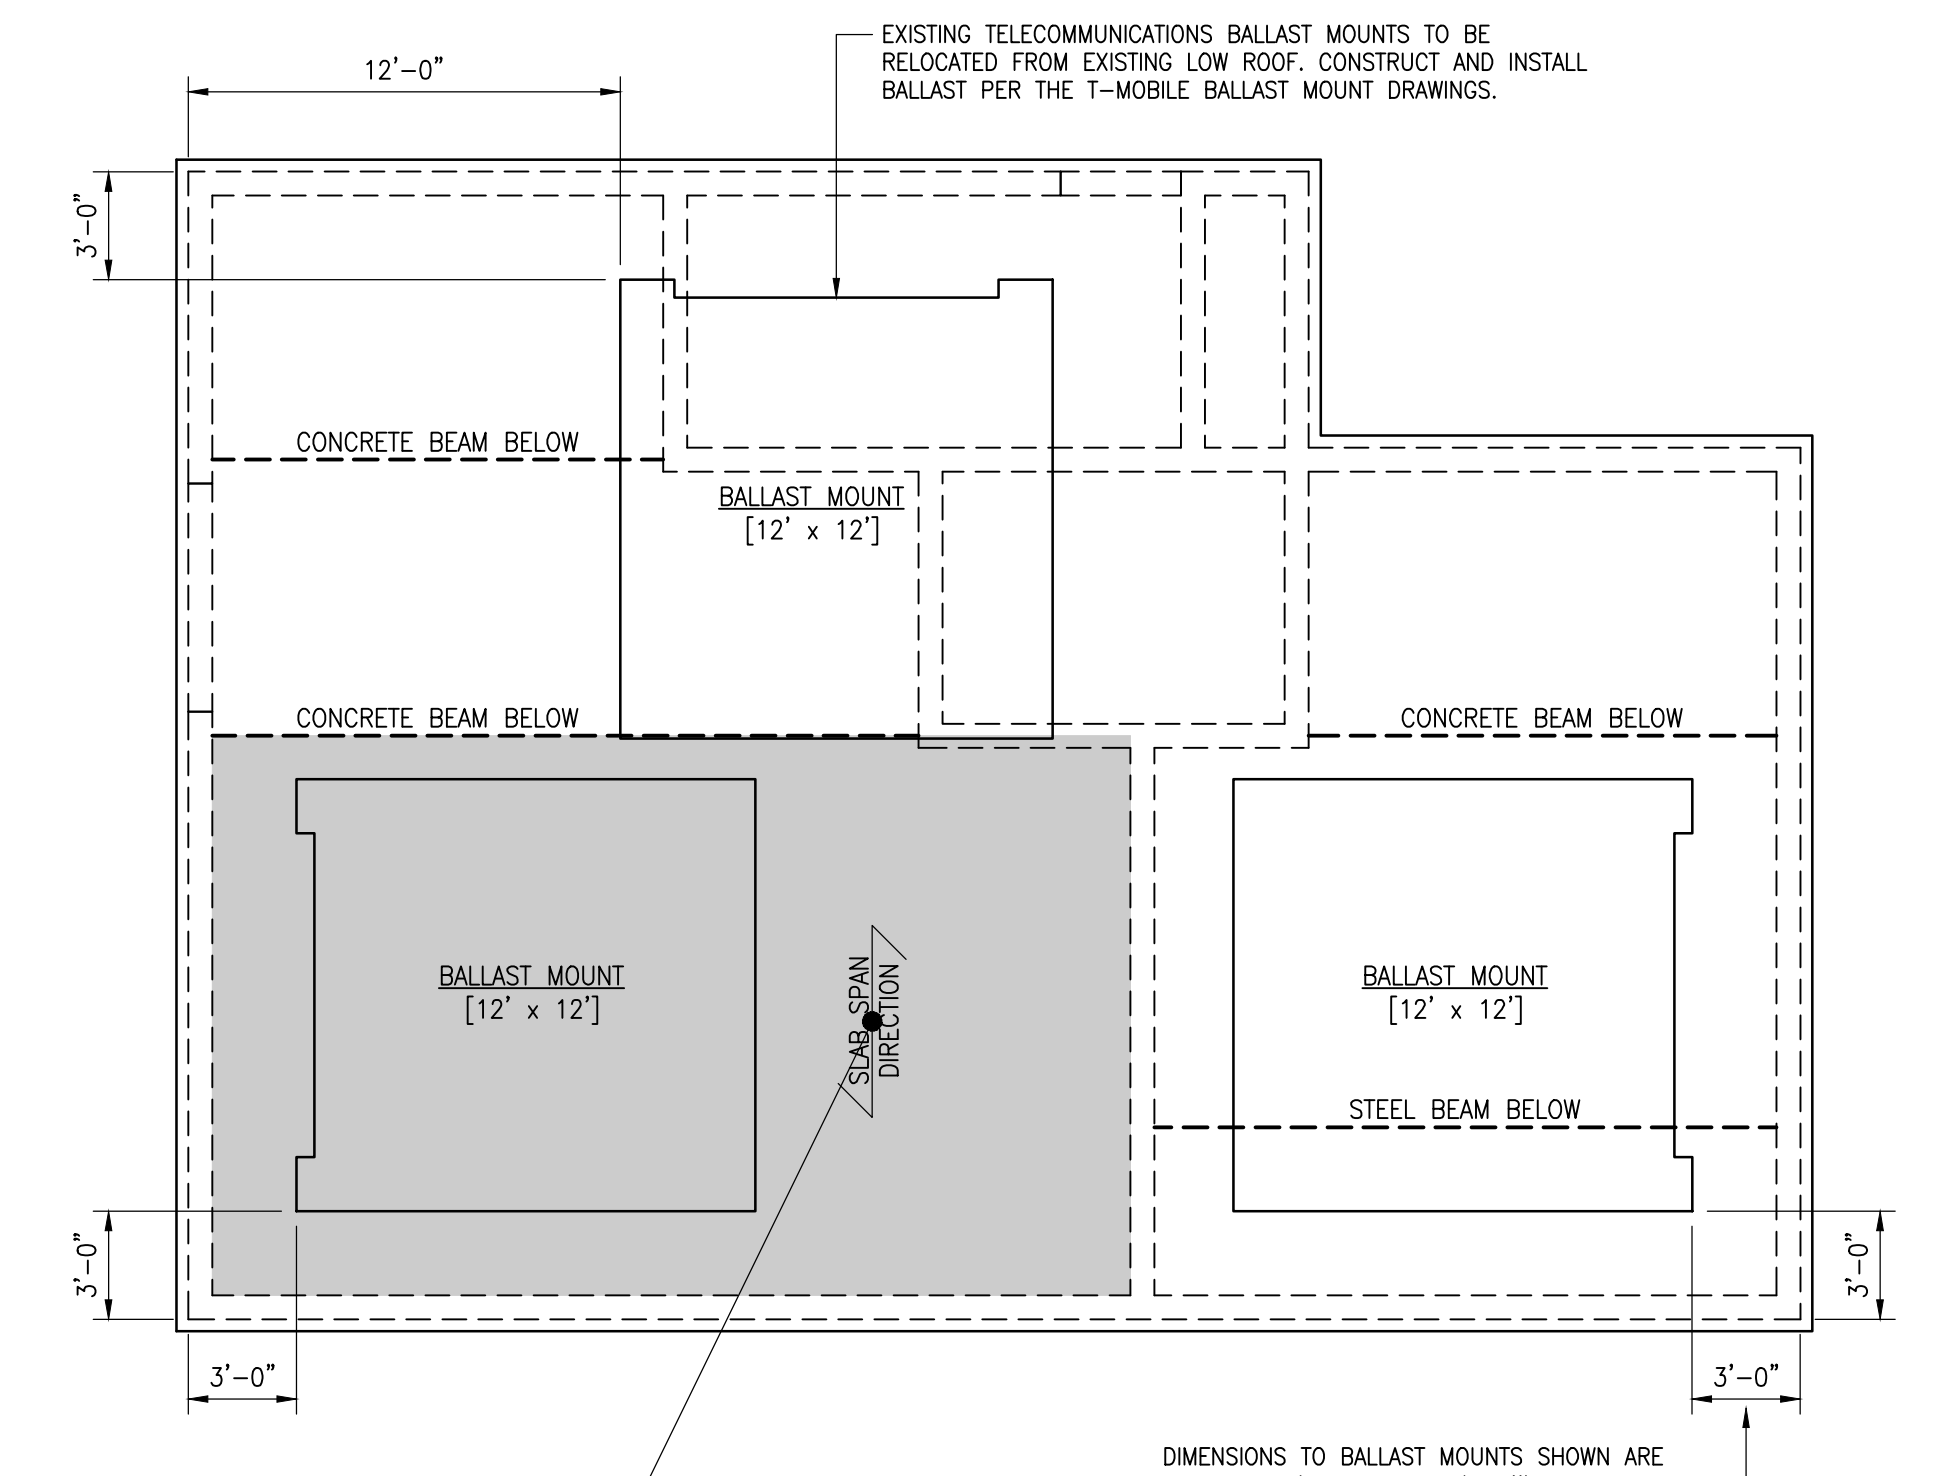 EXISTING TELECOMMUNICATIONS BALLAST MOUNTS TO BE
RELOCATED FROM EXISTING LOW ROOF. CONSTRUCT AND INSTALL
BALLAST PER THE T-MOBILE BALLAST MOUNT DRAWINGS.
12'-0"
3'-0"
CONCRETE BEAM BELOW
BALLAST MOUNT
[12' x 12']
CONCRETE BEAM BELOW
CONCRETE BEAM BELOW
BALLAST MOUNT
[12' x 12']
SLAB SPAN
DIRECTION
BALLAST MOUNT
[12' x 12']
STEEL BEAM BELOW
3'-0"
3'-0"
3'-0"
3'-0"
DIMENSIONS TO BALLAST MOUNTS SHOWN ARE